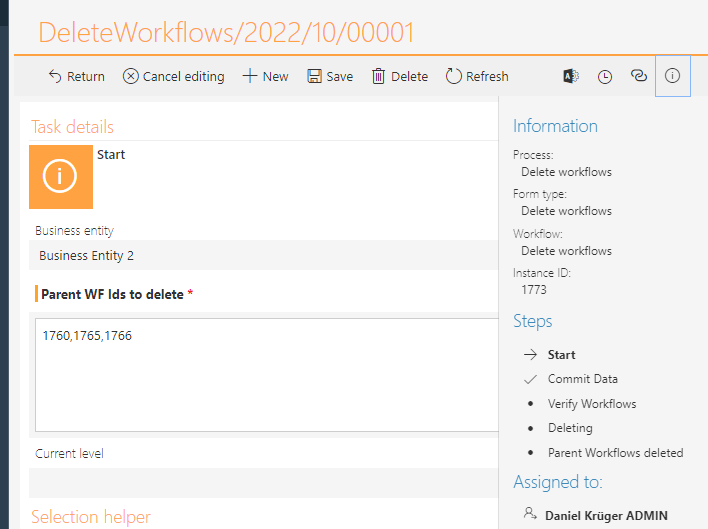 DeleteWorkflows/2022/10/00001
Return Cancel editing New Save Delete Refresh
Task details
Start
Business entity
Business Entity 2
Parent WF Ids to delete *
1760,1765,1766
Current level
Selection helper
Information
Process:
Delete workflows
Form type:
Delete workflows
Workflow:
Delete workflows
Instance ID:
1773
Steps
Start
Commit Data
Verify Workflows
Deleting
Parent Workflows deleted
Assigned to:
Daniel Krüger ADMIN